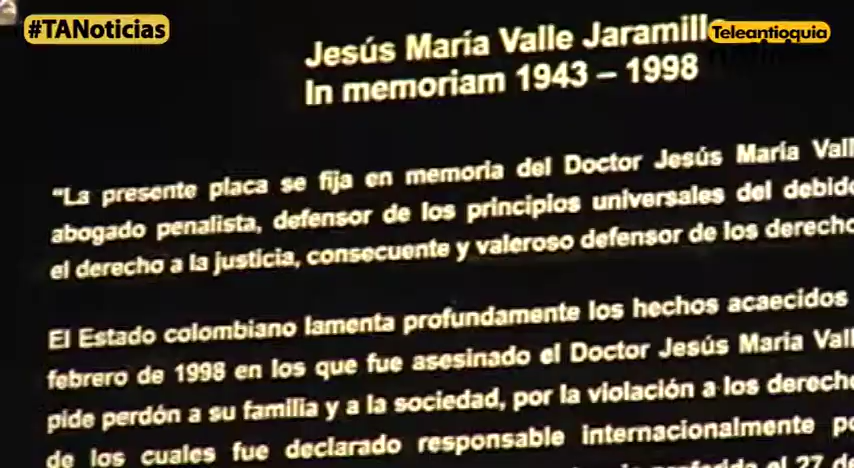 #TANoticias
Teleantioquia
Jesús María Valle Jaramill
In memoriam 1943 – 1998
“La presente placa se fija en memoria del Doctor Jesús María Vall
abogado penalista, defensor de los principios universales del debido
el derecho a la justicia, consecuente y valeroso defensor de los derecho
El Estado colombiano lamenta profundamente los hechos acaecidos
febrero de 1998 en los que fue asesinado el Doctor Jesús María Vall
pide perdón a su familia y a la sociedad, por la violación a los derecho
de los cuales fue declarado responsable internacionalmente po
el 27 de